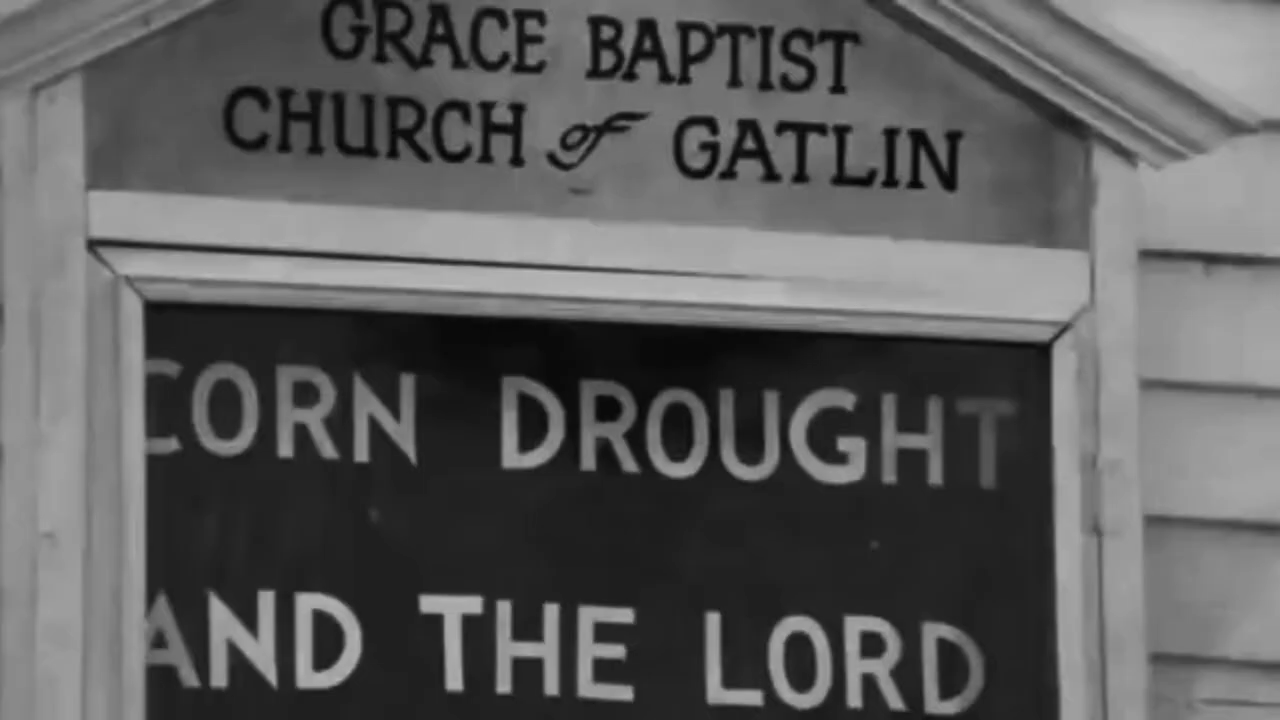 GRACE BAPTIST
CHURCH of GATLIN
CORN DROUGHT
AND THE LORD